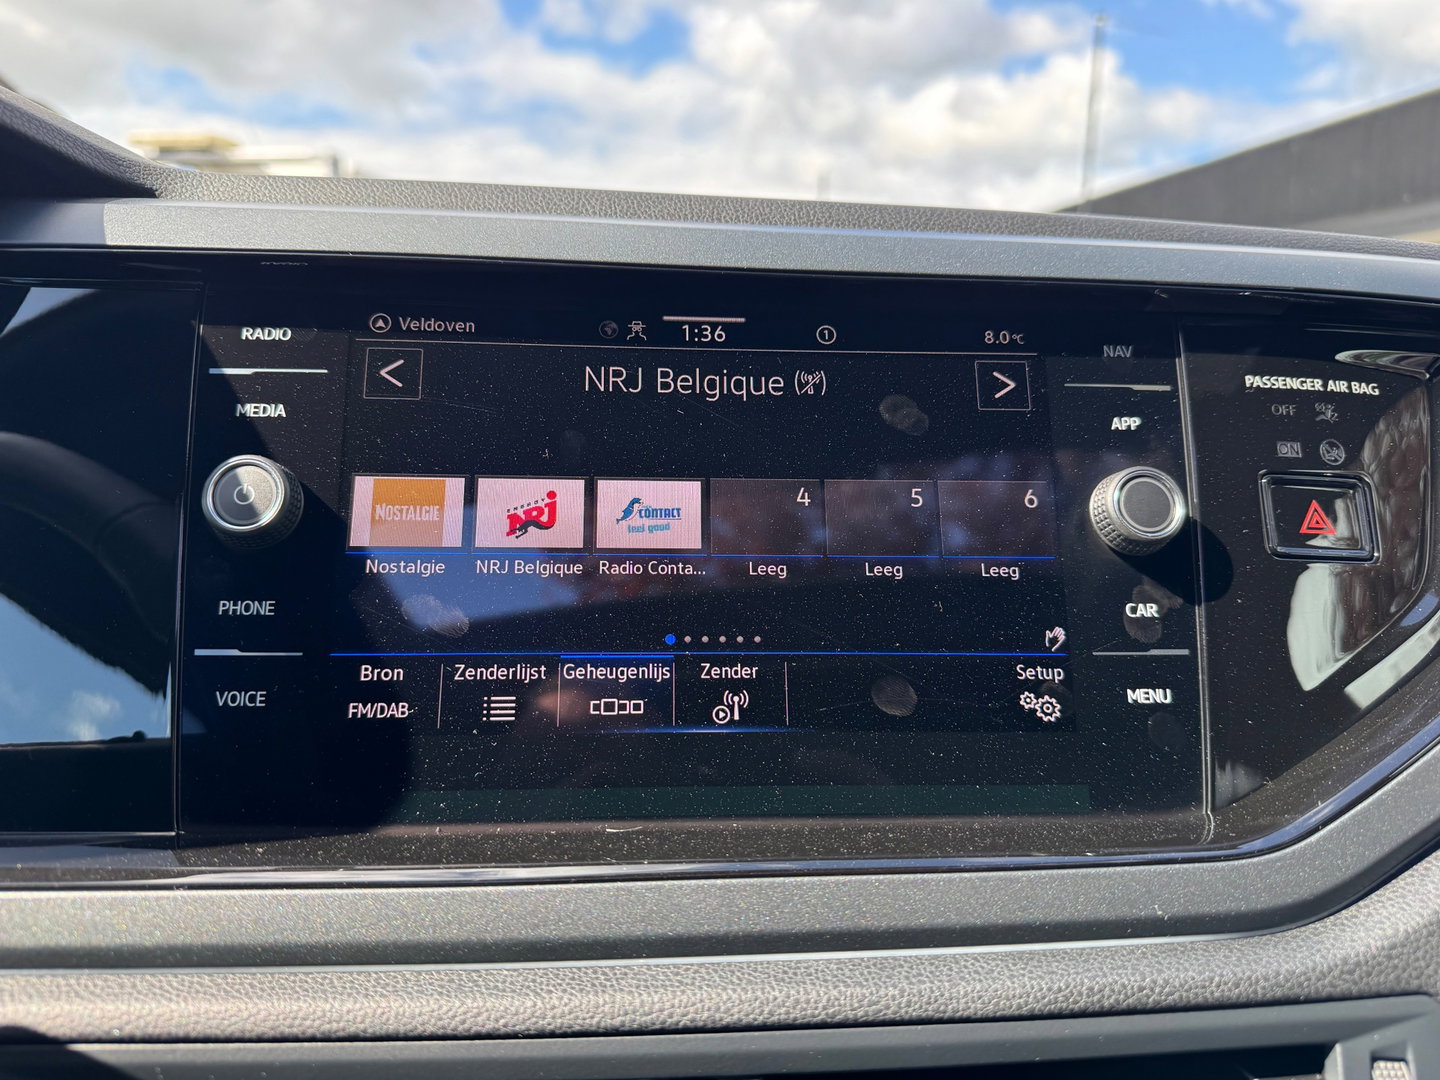 RADIO
MEDIA
PHONE
VOICE
Veldoven
1:36
1
8.0°C
<
NRJ Belgique
>
NOSTALGIE
ENERGY
NRJ
CONTACT
feel good
4
5
6
Nostalgie
NRJ Belgique
Radio Conta...
Leeg
Leeg
Leeg
Bron
FM/DAB
Zenderlijst
Geheugenlijs
Zender
Setup
NAV
APP
CAR
MENU
PASSENGER AIR BAG
OFF
ON